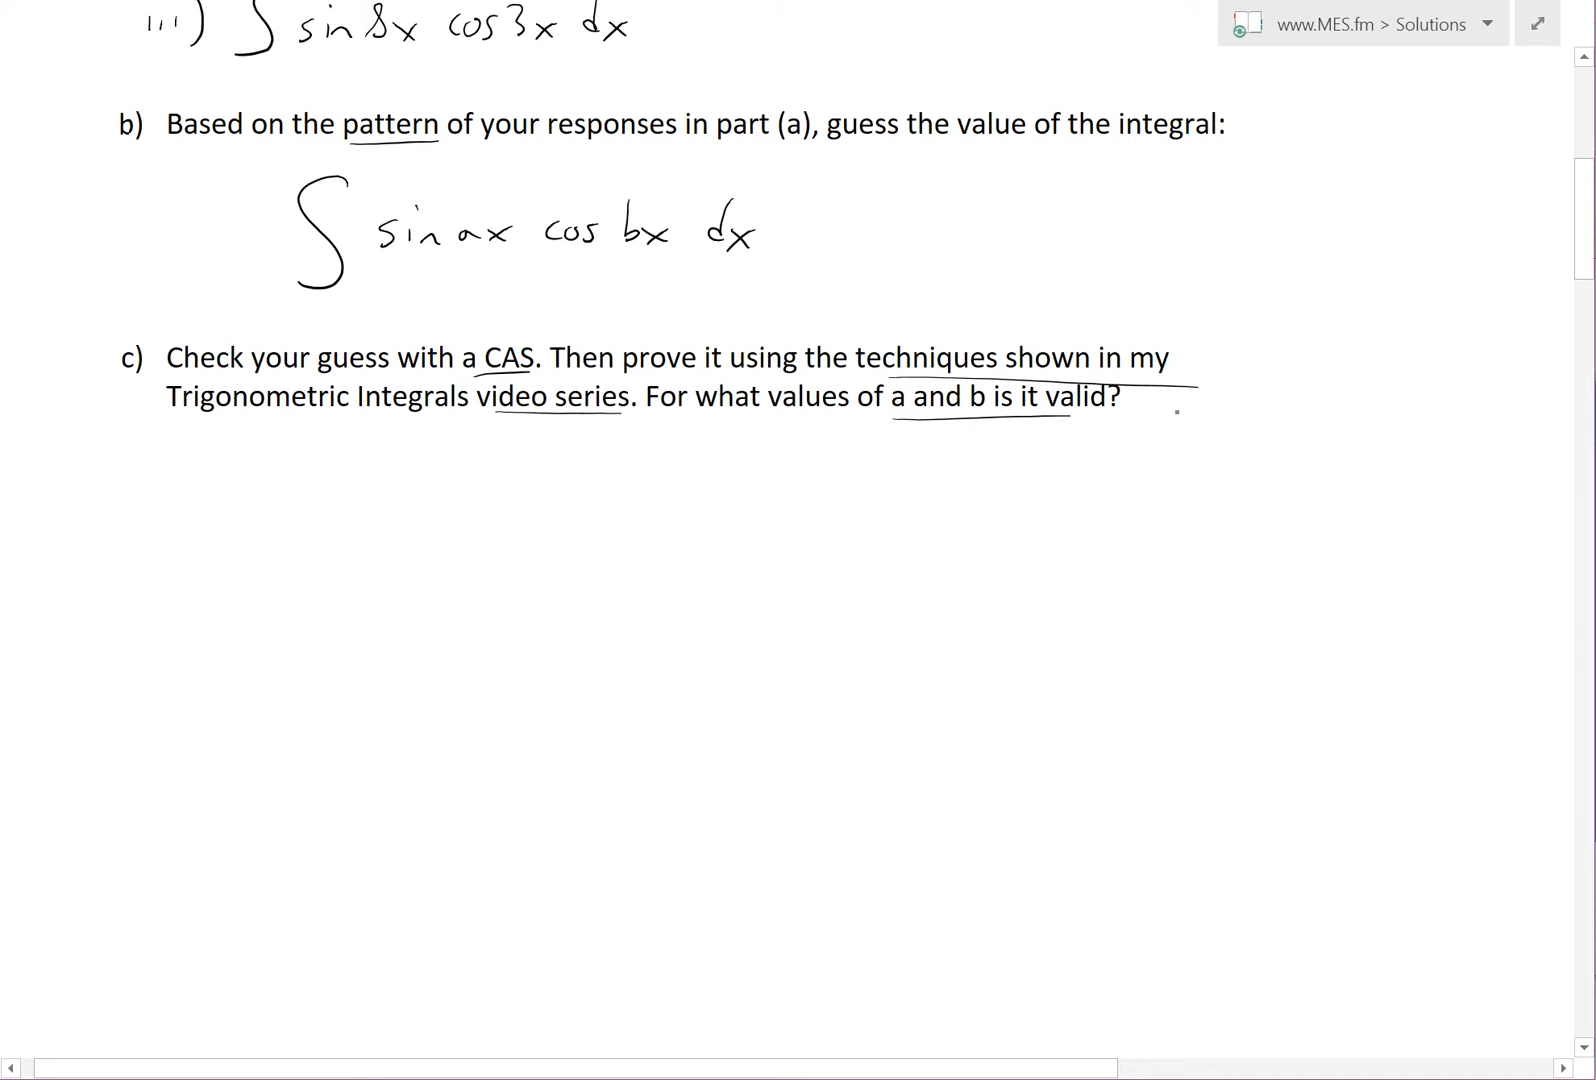 iii) ∫ sin 8x cos 3x dx
www.MES.fm > Solutions
b) Based on the pattern of your responses in part (a), guess the value of the integral:
∫ sin ax cos bx dx
c) Check your guess with a CAS. Then prove it using the techniques shown in my
Trigonometric Integrals video series. For what values of a and b is it valid?